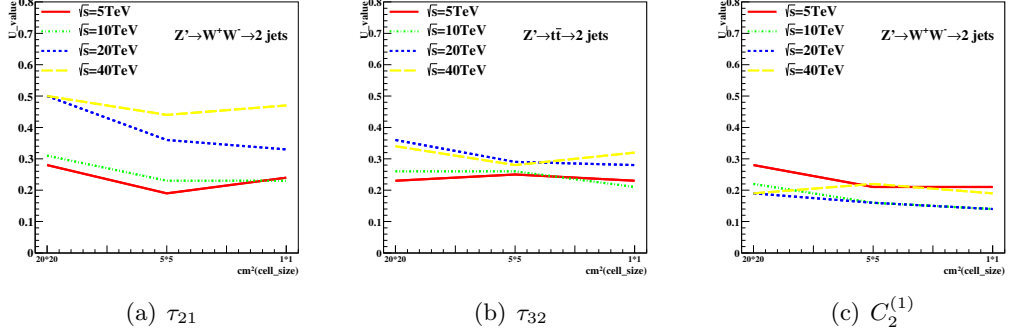 U_value
0.8
0.7
0.6
0.5
0.4
0.3
0.2
0.1
0
√s=5TeV
√s=10TeV
√s=20TeV
√s=40TeV
Z'→W⁺W⁻→2 jets
20*20
5*5
1*1
cm²(cell_size)
(a) τ₂₁
U_value
0.8
0.7
0.6
0.5
0.4
0.3
0.2
0.1
0
√s=5TeV
√s=10TeV
√s=20TeV
√s=40TeV
Z'→tt̄→2 jets
20*20
5*5
1*1
cm²(cell_size)
(b) τ₃₂
U_value
0.8
0.7
0.6
0.5
0.4
0.3
0.2
0.1
0
√s=5TeV
√s=10TeV
√s=20TeV
√s=40TeV
Z'→W⁺W⁻→2 jets
20*20
5*5
1*1
cm²(cell_size)
(c) C₂⁽¹⁾